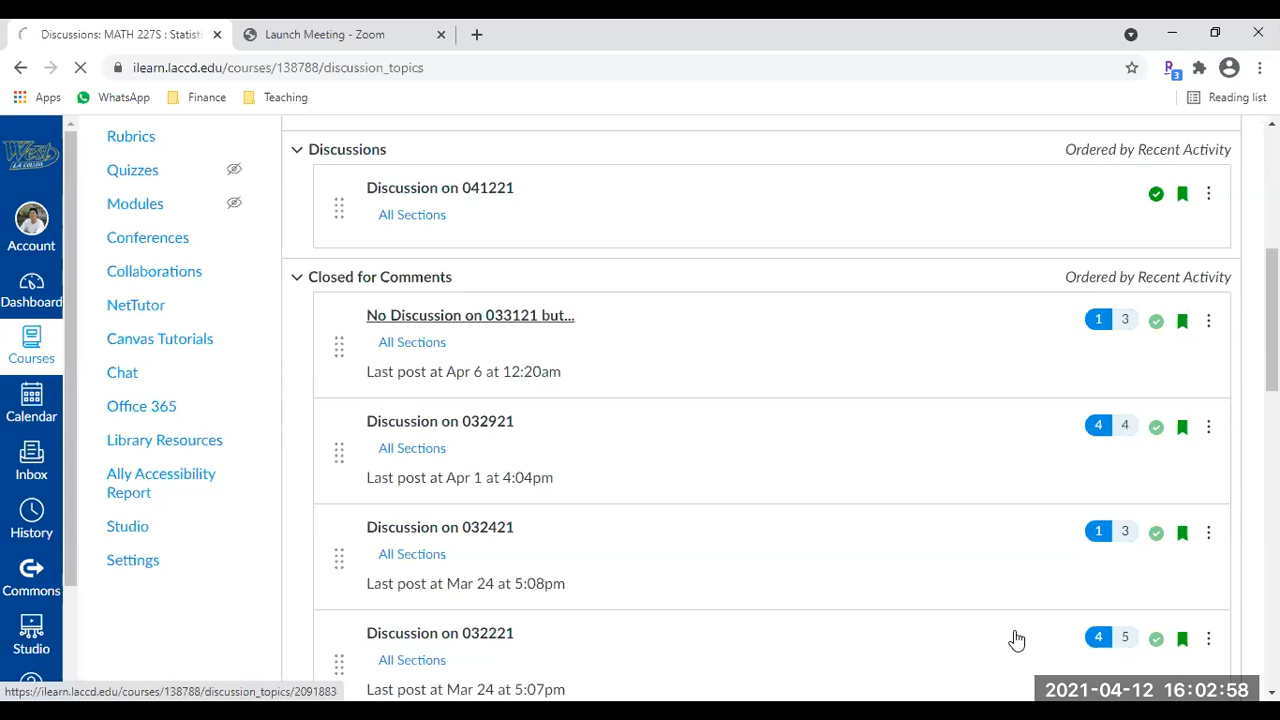 Discussions: MATH 227S : Statisti
Launch Meeting - Zoom
ilearn.laccd.edu/courses/138788/discussion_topics
3
Apps
WhatsApp
Finance
Teaching
Reading list
West
LA COLLEGE
Account
Dashboard
Courses
Calendar
Inbox
History
Commons
Studio
Rubrics
Quizzes
Modules
Conferences
Collaborations
NetTutor
Canvas Tutorials
Chat
Office 365
Library Resources
Ally Accessibility
Report
Studio
Settings
Discussions
Ordered by Recent Activity
Discussion on 041221
All Sections
Closed for Comments
Ordered by Recent Activity
No Discussion on 033121 but...
1 3
All Sections
Last post at Apr 6 at 12:20am
Discussion on 032921
4 4
All Sections
Last post at Apr 1 at 4:04pm
Discussion on 032421
1 3
All Sections
Last post at Mar 24 at 5:08pm
Discussion on 032221
4 5
All Sections
Last post at Mar 24 at 5:07pm
https://ilearn.laccd.edu/courses/138788/discussion_topics/2091883
2021-04-12 16:02:58